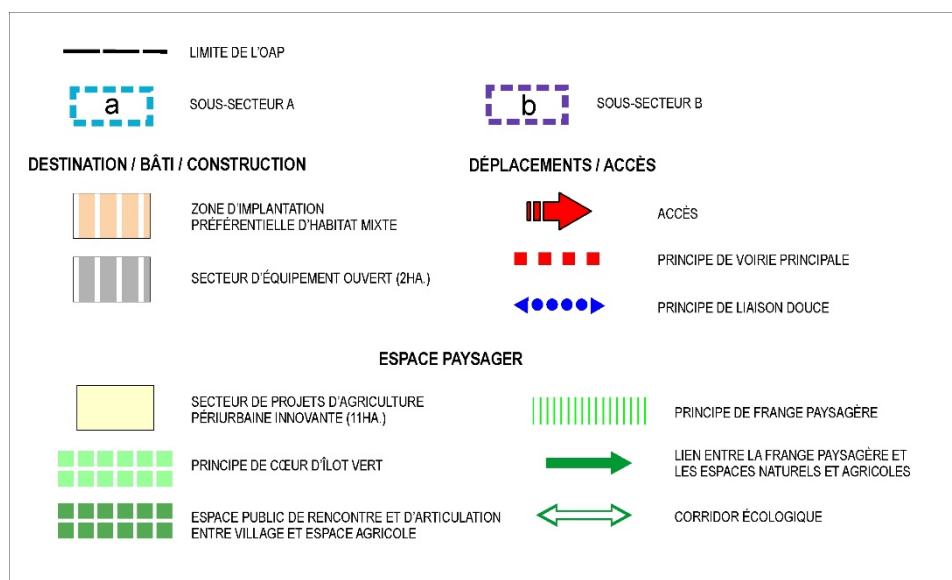 LIMITE DE L'OAP
a
SOUS-SECTEUR A
b
SOUS-SECTEUR B
DESTINATION / BÂTI / CONSTRUCTION
ZONE D'IMPLANTATION
PRÉFÉRENTIELLE D'HABITAT MIXTE
SECTEUR D'ÉQUIPEMENT OUVERT (2HA.)
DÉPLACEMENTS / ACCÈS
ACCÈS
PRINCIPE DE VOIRIE PRINCIPALE
PRINCIPE DE LIAISON DOUCE
ESPACE PAYSAGER
SECTEUR DE PROJETS D'AGRICULTURE
PÉRIURBAINE INNOVANTE (11HA.)
PRINCIPE DE CŒUR D'ÎLOT VERT
ESPACE PUBLIC DE RENCONTRE ET D'ARTICULATION
ENTRE VILLAGE ET ESPACE AGRICOLE
PRINCIPE DE FRANGE PAYSAGÈRE
LIEN ENTRE LA FRANGE PAYSAGÈRE ET
LES ESPACES NATURELS ET AGRICOLES
CORRIDOR ÉCOLOGIQUE